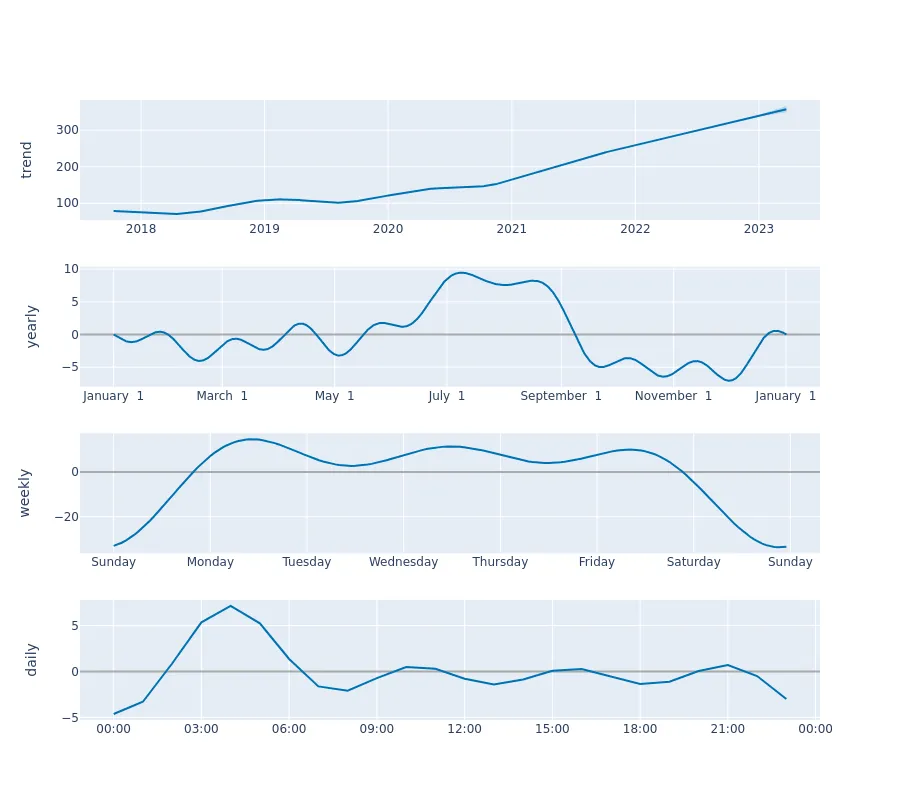 trend
300
200
100
2018 2019 2020 2021 2022 2023
yearly
10
5
0
−5
January 1 March 1 May 1 July 1 September 1 November 1 January 1
weekly
0
−20
Sunday Monday Tuesday Wednesday Thursday Friday Saturday Sunday
daily
5
0
−5
00:00 03:00 06:00 09:00 12:00 15:00 18:00 21:00 00:00